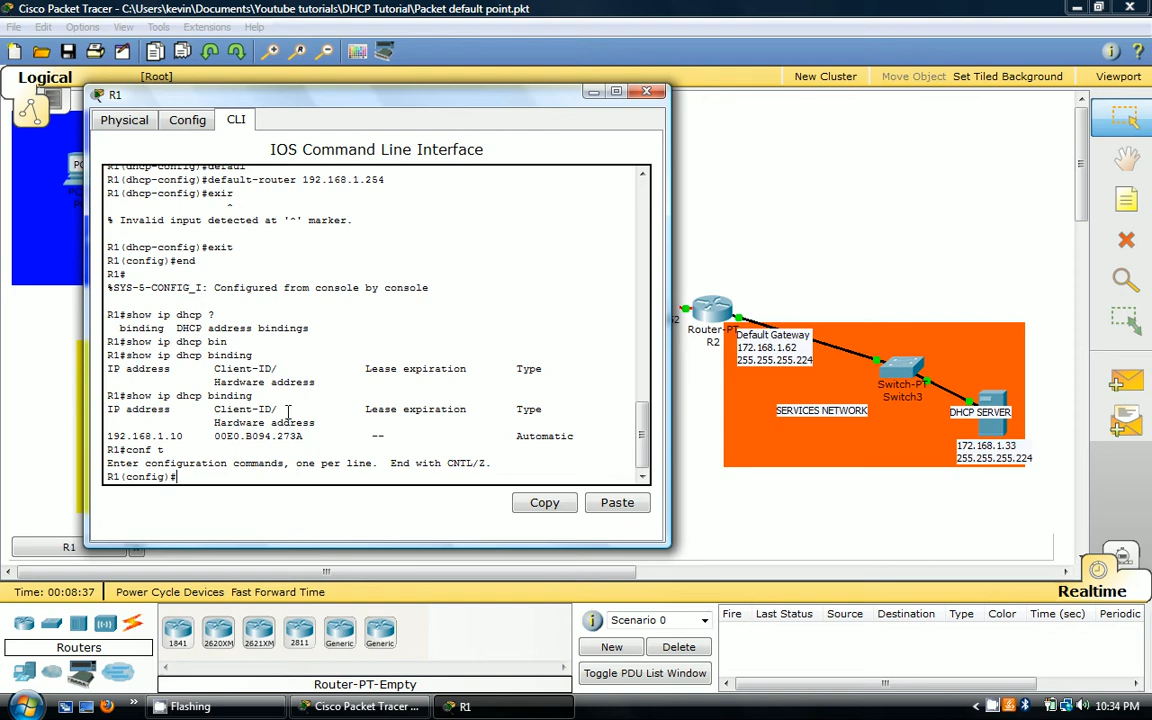 Cisco Packet Tracer - C:\Users\kevin\Documents\Youtube tutorials\DHCP Tutorial\Packet default point.pkt
File Edit Options View Tools Extensions Help
Logical [Root] New Cluster Move Object Set Tiled Background Viewport
R1
Physical Config CLI
IOS Command Line Interface
R1(dhcp-config)#defaul
R1(dhcp-config)#default-router 192.168.1.254
R1(dhcp-config)#exir
^
% Invalid input detected at '^' marker.
R1(dhcp-config)#exit
R1(config)#end
R1#
%SYS-5-CONFIG_I: Configured from console by console
R1#show ip dhcp ?
binding DHCP address bindings
R1#show ip dhcp bin
R1#show ip dhcp binding
IP address Client-ID/ Lease expiration Type
Hardware address
R1#show ip dhcp binding
IP address Client-ID/ Lease expiration Type
Hardware address
192.168.1.10 00E0.B094.273A -- Automatic
R1#conf t
Enter configuration commands, one per line. End with CNTL/Z.
R1(config)#
Copy Paste
Router-PT
R2
Default Gateway
172.168.1.62
255.255.255.224
Switch-PT
Switch3
SERVICES NETWORK
DHCP SERVER
172.168.1.33
255.255.255.224
R1
Time: 00:08:37 Power Cycle Devices Fast Forward Time Realtime
Routers
1841 2620XM 2621XM 2811 Generic Generic
Router-PT-Empty
Scenario 0
New Delete
Toggle PDU List Window
Fire Last Status Source Destination Type Color Time (sec) Periodic
Flashing Cisco Packet Tracer ... R1 10:34 PM